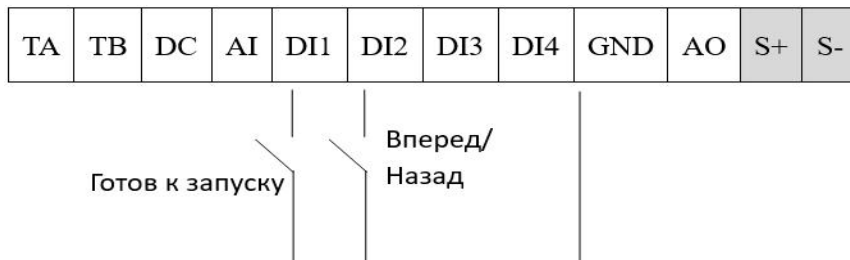 TA TB DC AI DI1 DI2 DI3 DI4 GND AO S+ S-
Вперед/
Назад
Готов к запуску